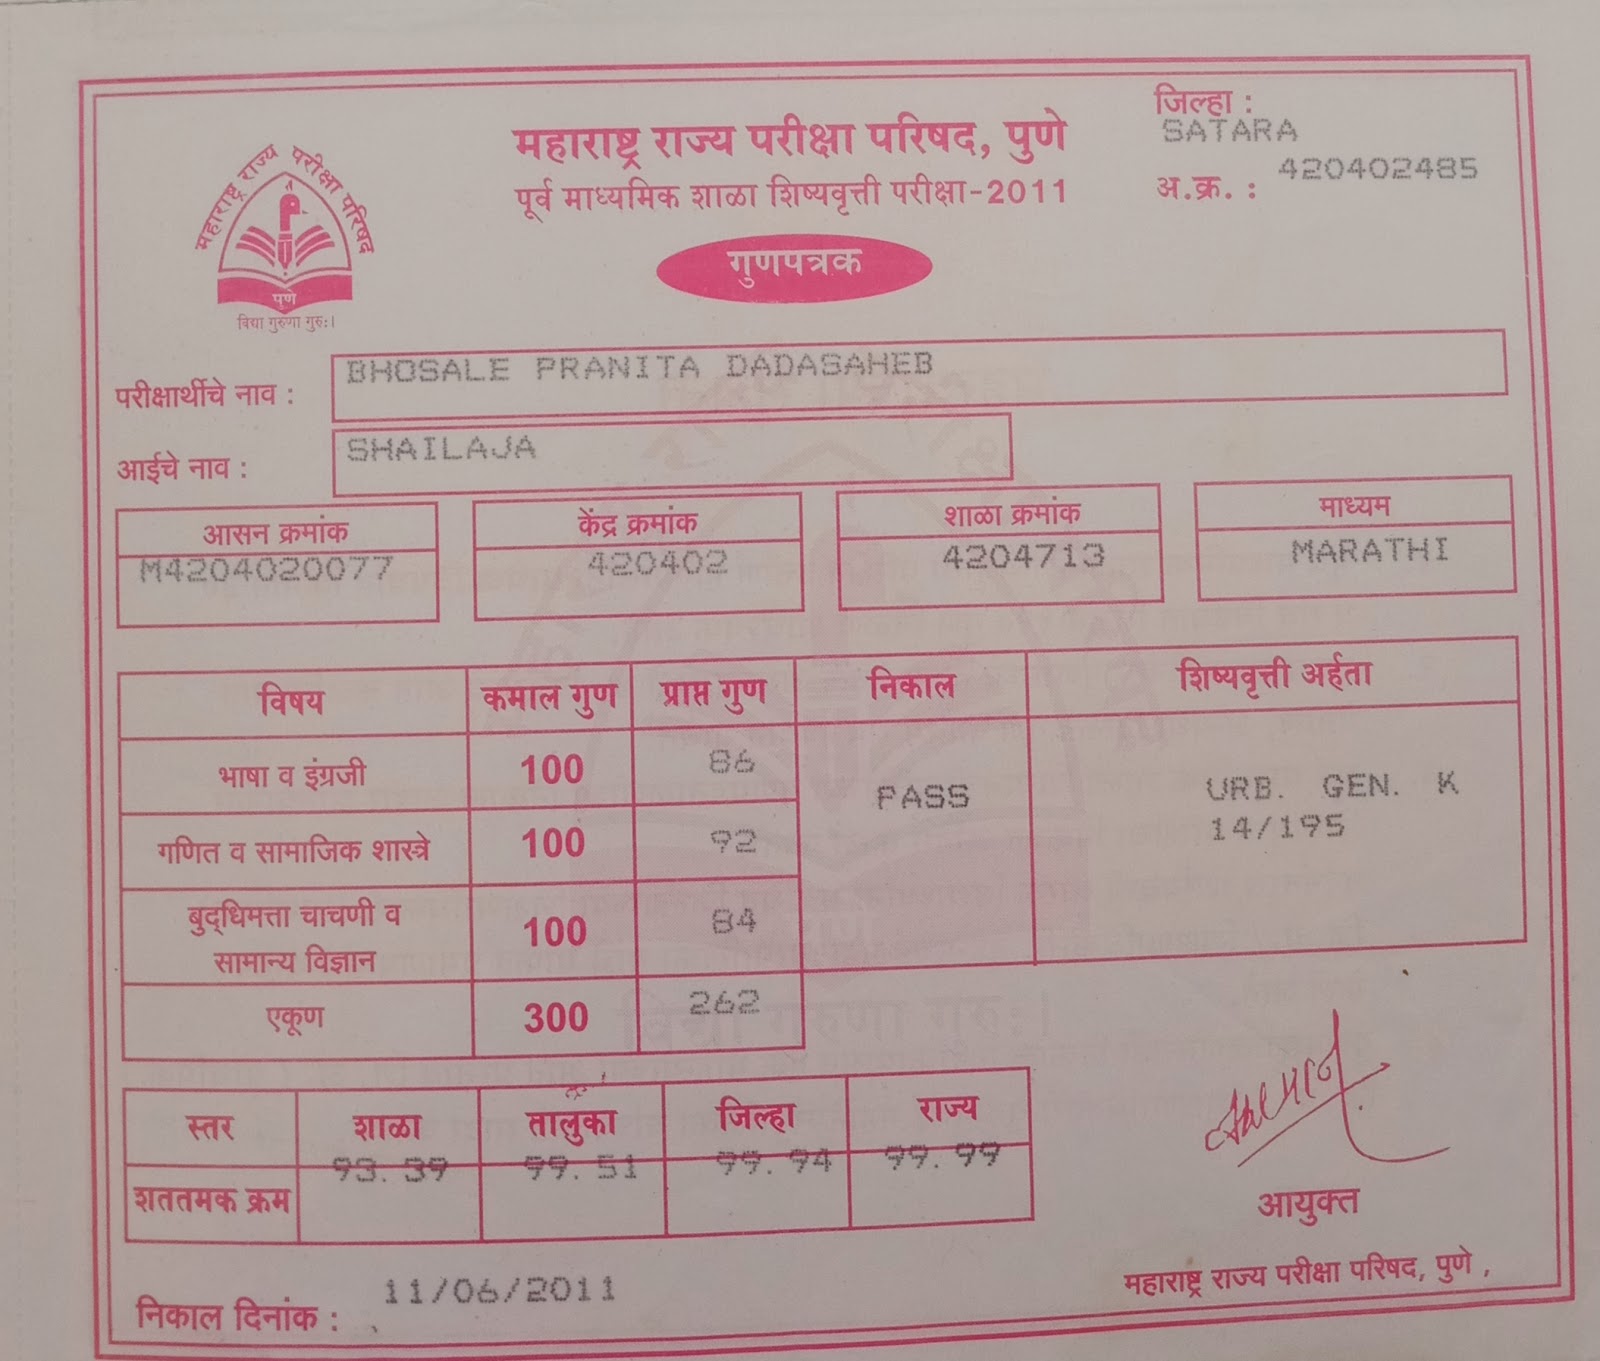 जिल्हा :
SATARA
महाराष्ट्र राज्य परीक्षा परिषद, पुणे
अ.क्र. : 420402485
पूर्व माध्यमिक शाळा शिष्यवृत्ती परीक्षा-2011
गुणपत्रक
महाराष्ट्र राज्य परीक्षा परिषद
पुणे
विद्या गुरुणा गुरुः।
परीक्षार्थीचे नाव : BHOSALE PRANITA DADASAHEB
आईचे नाव : SHAILAJA
आसन क्रमांक केंद्र क्रमांक शाळा क्रमांक माध्यम
M4204020077 420402 4204713 MARATHI
विषय कमाल गुण प्राप्त गुण निकाल शिष्यवृत्ती अर्हता
भाषा व इंग्रजी 100 86 PASS URB. GEN. K
14/195
गणित व सामाजिक शास्त्रे 100 92
बुद्धिमत्ता चाचणी व
सामान्य विज्ञान 100 84
एकूण 300 262
स्तर शाळा तालुका जिल्हा राज्य
शततमक क्रम 93.39 99.51 99.94 99.99
आयुक्त
महाराष्ट्र राज्य परीक्षा परिषद, पुणे .
निकाल दिनांक : 11/06/2011